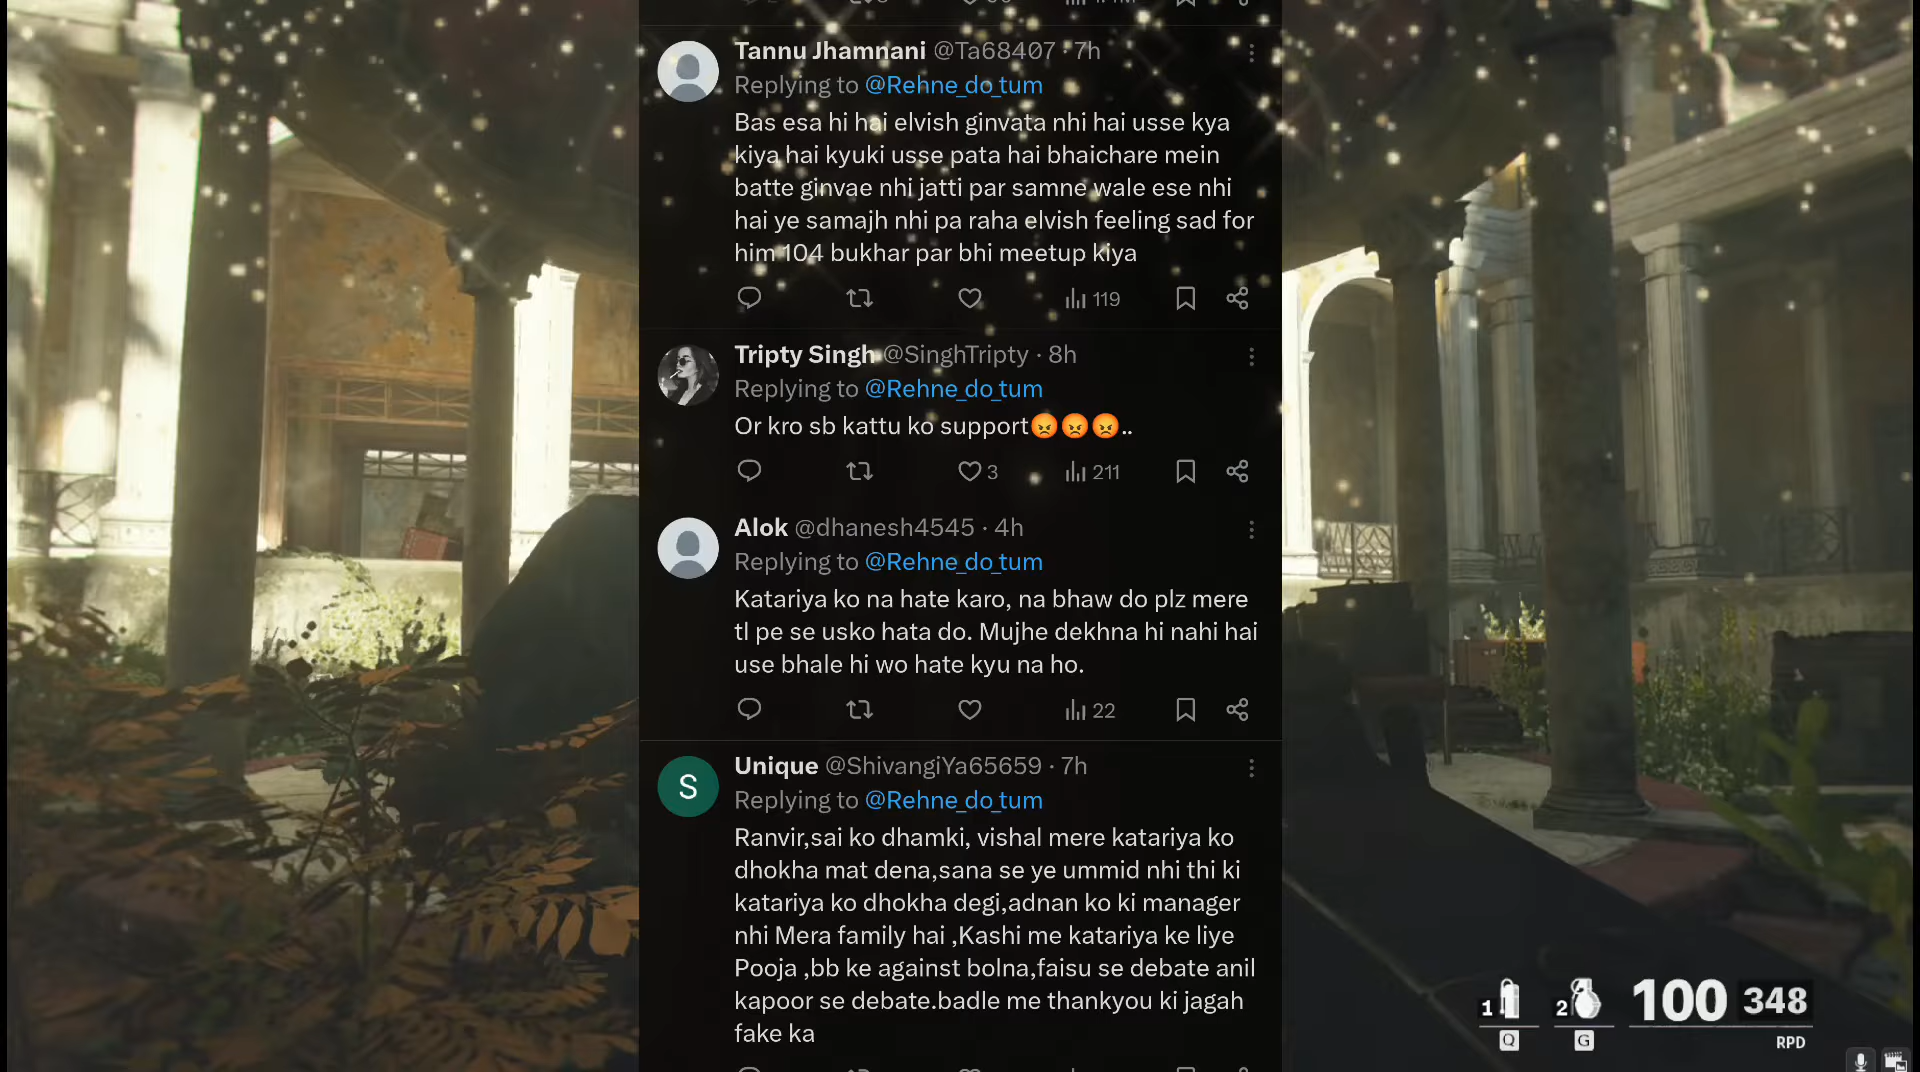 Tannu Jhamnani @Ta68407 · 7h
Replying to @Rehne_do_tum
Bas esa hi hai elvish ginvata nhi hai usse kya
kiya hai kyuki usse pata hai bhaichare mein
batte ginvae nhi jatti par samne wale ese nhi
hai ye samajh nhi pa raha elvish feeling sad for
him 104 bukhar par bhi meetup kiya
119
Tripty Singh @SinghTripty · 8h
Replying to @Rehne_do_tum
Or kro sb kattu ko support😡😡😡..
3 211
Alok @dhanesh4545 · 4h
Replying to @Rehne_do_tum
Katariya ko na hate karo, na bhaw do plz mere
tl pe se usko hata do. Mujhe dekhna hi nahi hai
use bhale hi wo hate kyu na ho.
22
S
Unique @ShivangiYa65659 · 7h
Replying to @Rehne_do_tum
Ranvir,sai ko dhamki, vishal mere katariya ko
dhokha mat dena,sana se ye ummid nhi thi ki
katariya ko dhokha degi,adnan ko ki manager
nhi Mera family hai ,Kashi me katariya ke liye
Pooja ,bb ke against bolna,faisu se debate anil
kapoor se debate.badle me thankyou ki jagah
fake ka
1 2 100 348
Q G RPD